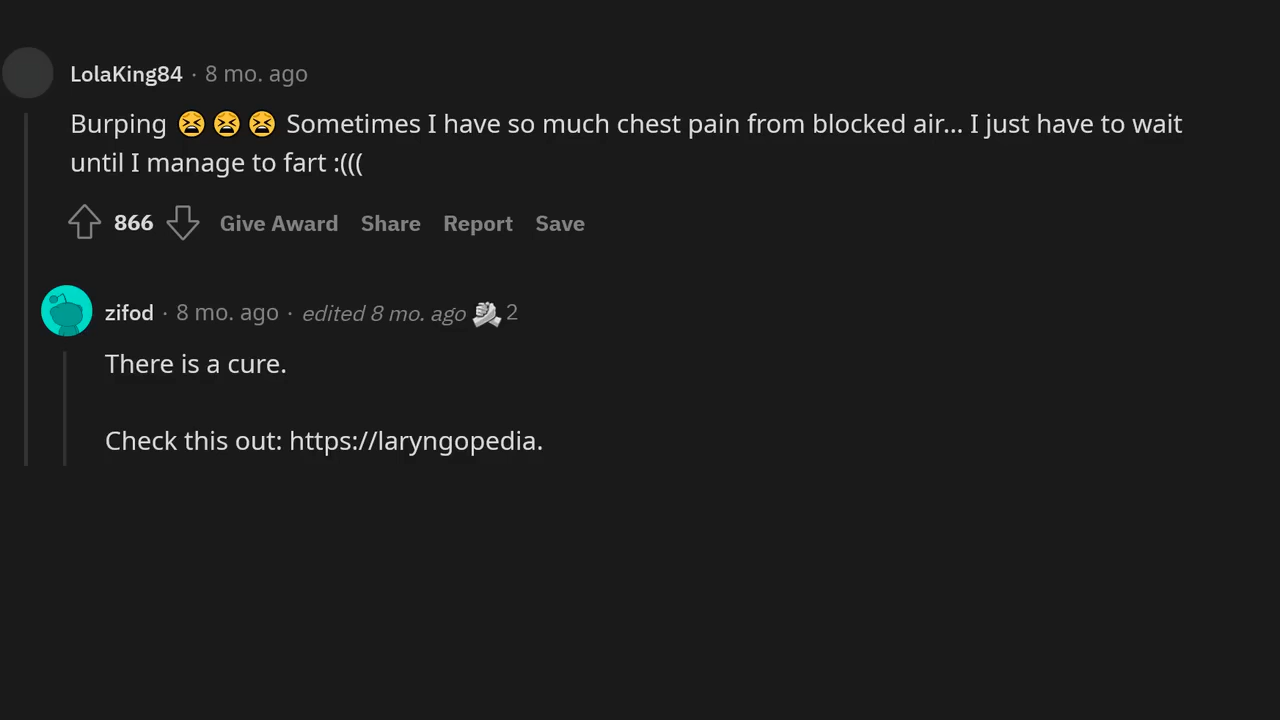 LolaKing84 · 8 mo. ago
Burping 😫😫😫 Sometimes I have so much chest pain from blocked air... I just have to wait
until I manage to fart :(((
866 Give Award Share Report Save
zifod · 8 mo. ago · edited 8 mo. ago 2
There is a cure.
Check this out: https://laryngopedia.